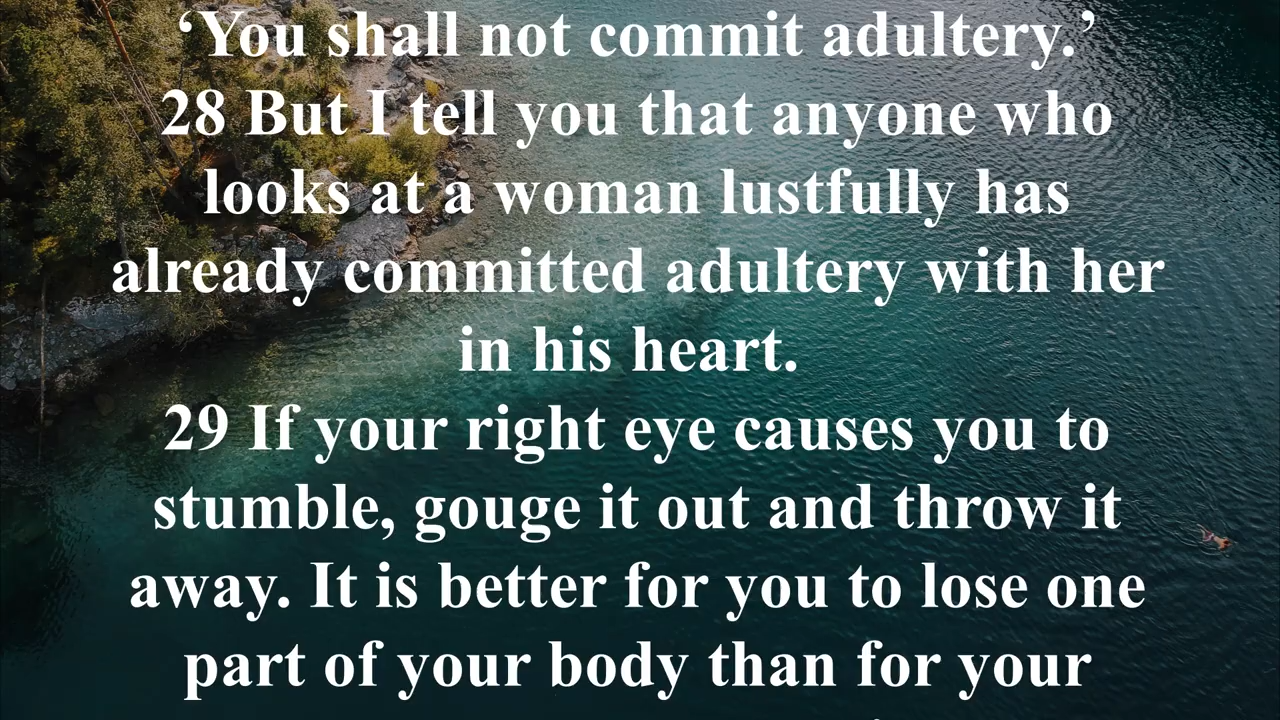 ‘You shall not commit adultery.’
28 But I tell you that anyone who
looks at a woman lustfully has
already committed adultery with her
in his heart.
29 If your right eye causes you to
stumble, gouge it out and throw it
away. It is better for you to lose one
part of your body than for your